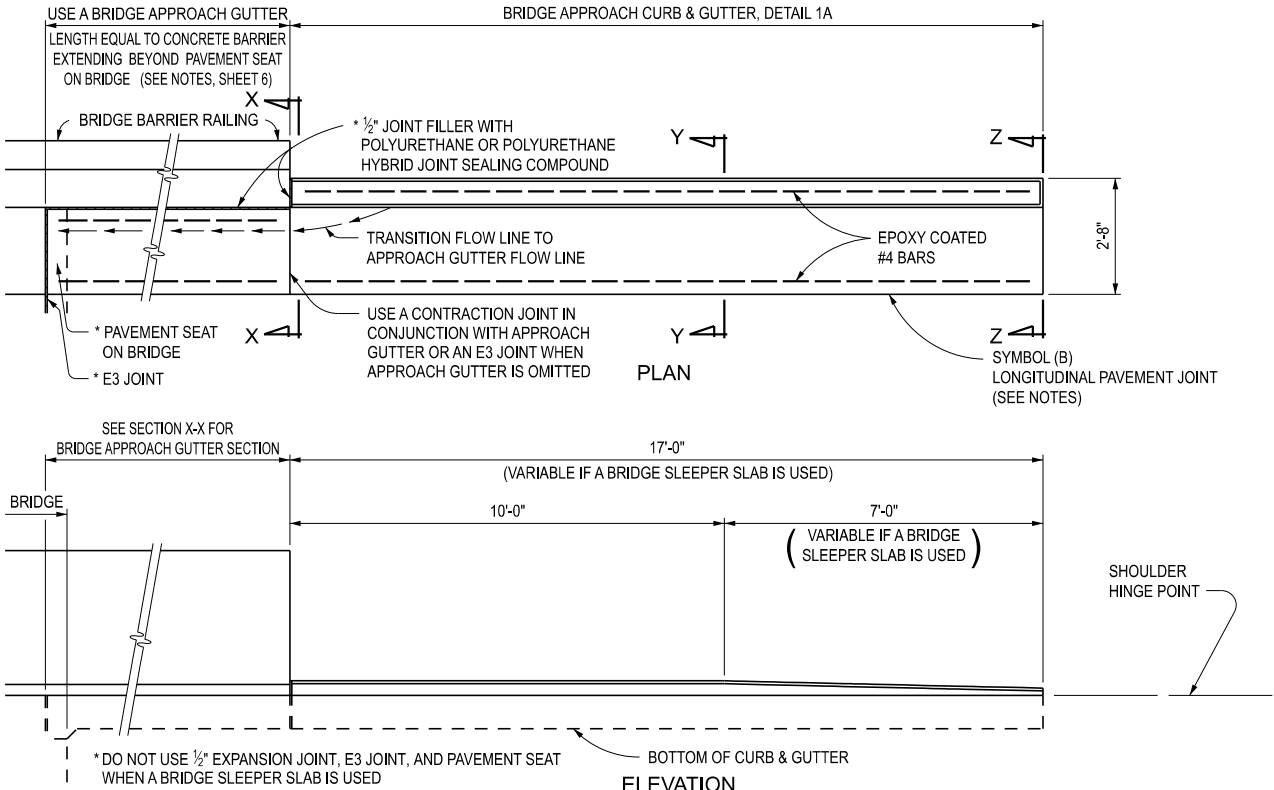 USE A BRIDGE APPROACH GUTTER
LENGTH EQUAL TO CONCRETE BARRIER
EXTENDING BEYOND PAVEMENT SEAT
ON BRIDGE (SEE NOTES, SHEET 6)
BRIDGE APPROACH CURB & GUTTER, DETAIL 1A
X
BRIDGE BARRIER RAILING
* ½" JOINT FILLER WITH
POLYURETHANE OR POLYURETHANE
HYBRID JOINT SEALING COMPOUND
Y
Z
TRANSITION FLOW LINE TO
APPROACH GUTTER FLOW LINE
EPOXY COATED
#4 BARS
2'-8"
* PAVEMENT SEAT
ON BRIDGE
* E3 JOINT
X
USE A CONTRACTION JOINT IN
CONJUNCTION WITH APPROACH
GUTTER OR AN E3 JOINT WHEN
APPROACH GUTTER IS OMITTED
Y
Z
PLAN
SYMBOL (B)
LONGITUDINAL PAVEMENT JOINT
(SEE NOTES)
SEE SECTION X-X FOR
BRIDGE APPROACH GUTTER SECTION
17'-0"
(VARIABLE IF A BRIDGE SLEEPER SLAB IS USED)
BRIDGE
10'-0"
7'-0"
(VARIABLE IF A BRIDGE
SLEEPER SLAB IS USED)
SHOULDER
HINGE POINT
* DO NOT USE ½" EXPANSION JOINT, E3 JOINT, AND PAVEMENT SEAT
WHEN A BRIDGE SLEEPER SLAB IS USED
BOTTOM OF CURB & GUTTER
ELEVATION